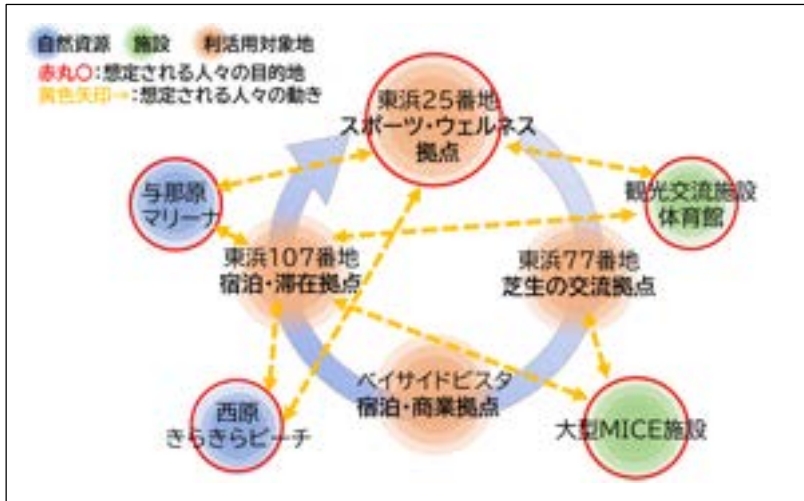 自然資源 施設 利活用対象地
赤丸〇:想定される人々の目的地
黄色矢印→:想定される人々の動き
東浜25番地
スポーツ・ウェルネス
拠点
与那原
マリーナ
観光交流施設
体育館
東浜107番地
宿泊・滞在拠点
東浜77番地
芝生の交流拠点
ベイサイドビスタ
宿泊・商業拠点
西原
きらきらビーチ
大型MICE施設